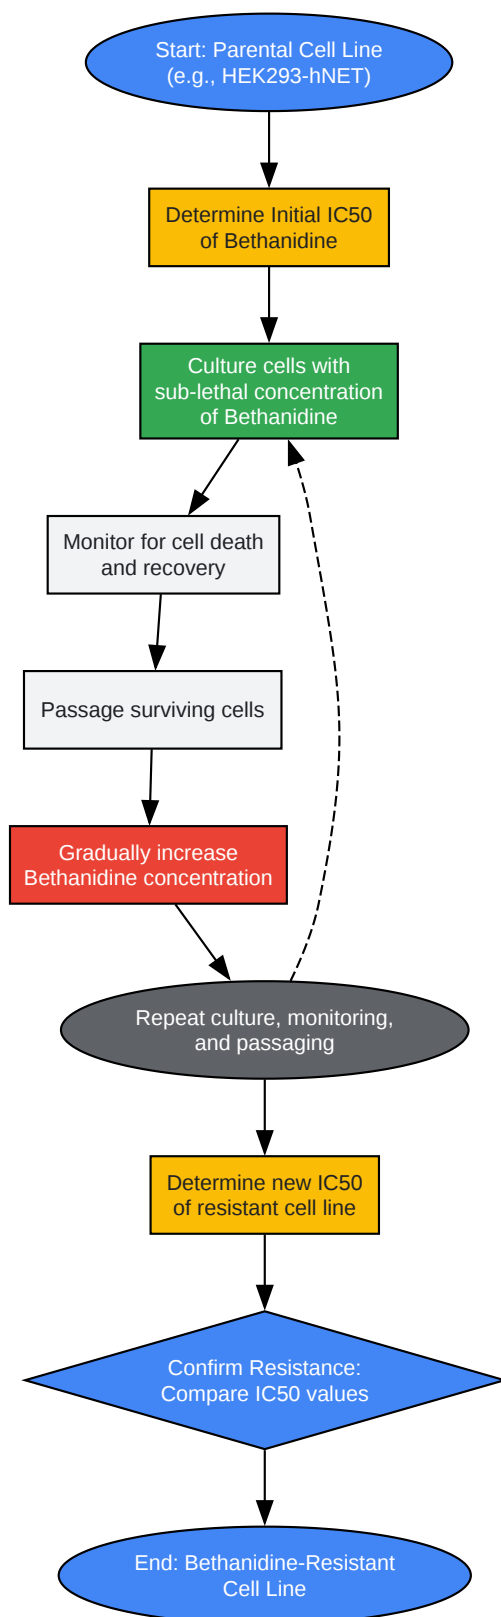 Start: Parental Cell Line
(e.g., HEK293-hNET)
Determine Initial IC50
of Bethanidine
Culture cells with
sub-lethal concentration
of Bethanidine
Monitor for cell death
and recovery
Passage surviving cells
Gradually increase
Bethanidine concentration
Repeat culture, monitoring,
and passaging
Determine new IC50
of resistant cell line
Confirm Resistance:
Compare IC50 values
End: Bethanidine-Resistant
Cell Line